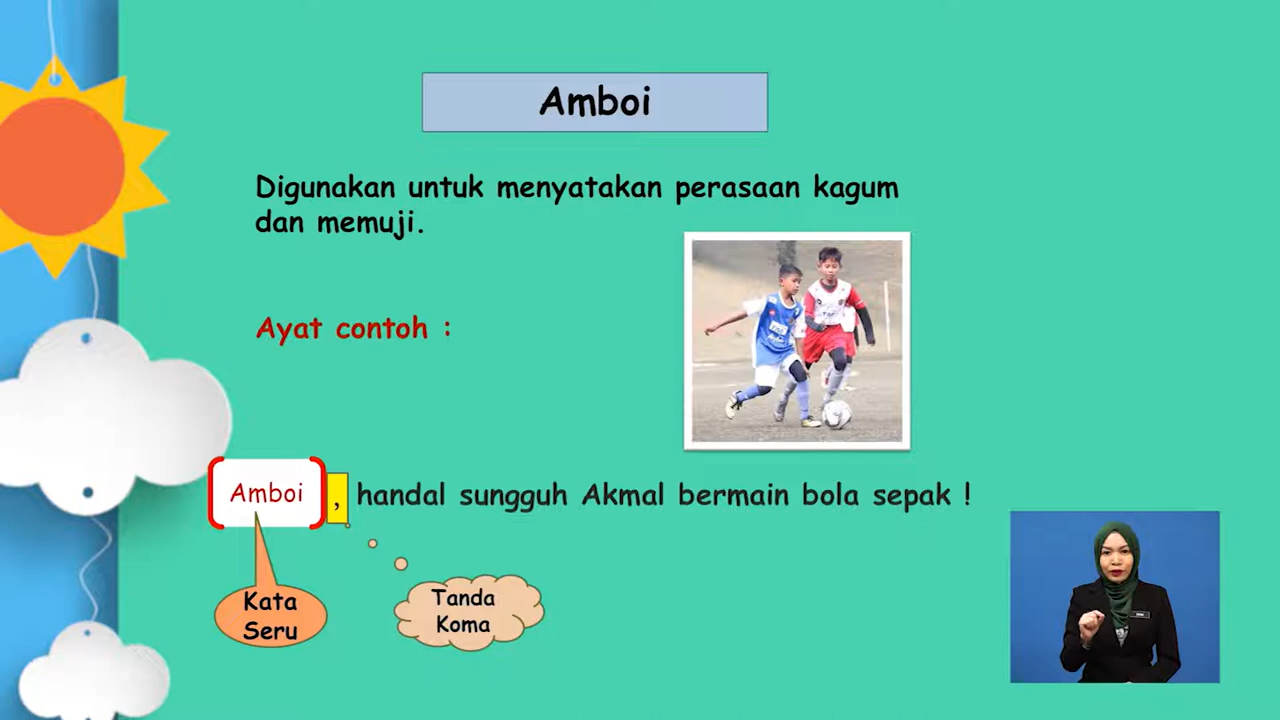 Amboi
Digunakan untuk menyatakan perasaan kagum
dan memuji.
Ayat contoh :
Amboi , handal sungguh Akmal bermain bola sepak !
Kata
Seru
Tanda
Koma